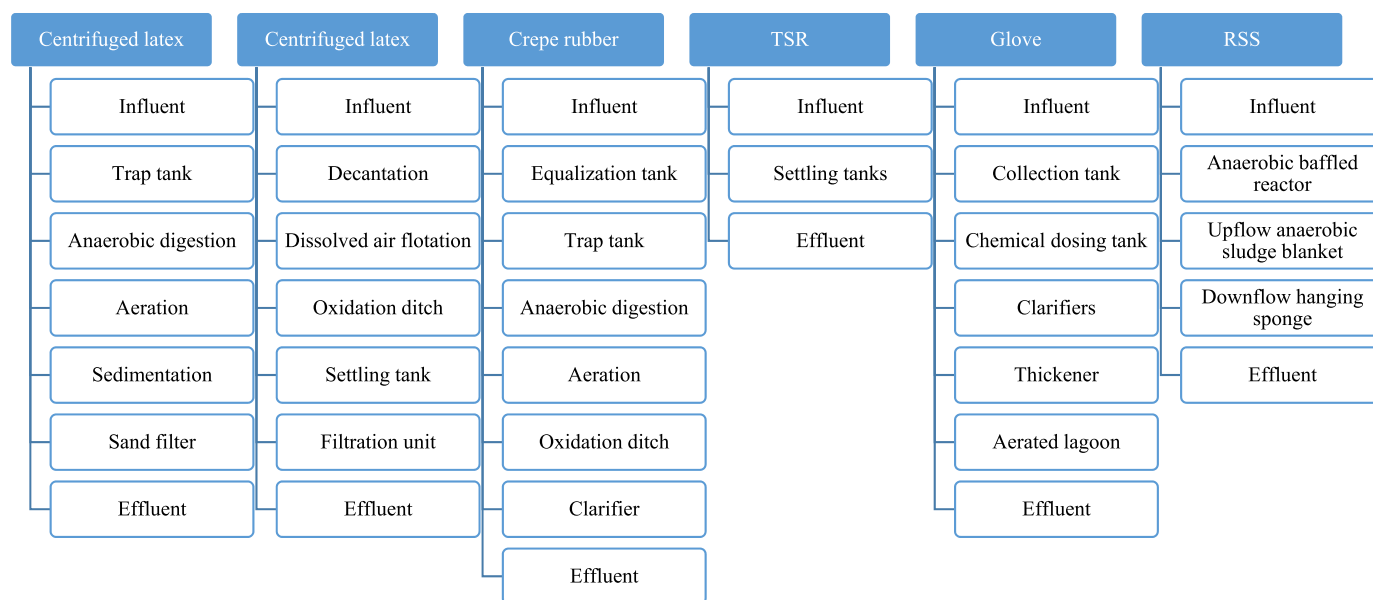 Centrifuged latex
Influent
Trap tank
Anaerobic digestion
Aeration
Sedimentation
Sand filter
Effluent
Centrifuged latex
Influent
Decantation
Dissolved air flotation
Oxidation ditch
Settling tank
Filtration unit
Effluent
Crepe rubber
Influent
Equalization tank
Trap tank
Anaerobic digestion
Aeration
Oxidation ditch
Clarifier
Effluent
TSR
Influent
Settling tanks
Effluent
Glove
Influent
Collection tank
Chemical dosing tank
Clarifiers
Thickener
Aerated lagoon
Effluent
RSS
Influent
Anaerobic baffled
reactor
Upflow anaerobic
sludge blanket
Downflow hanging
sponge
Effluent